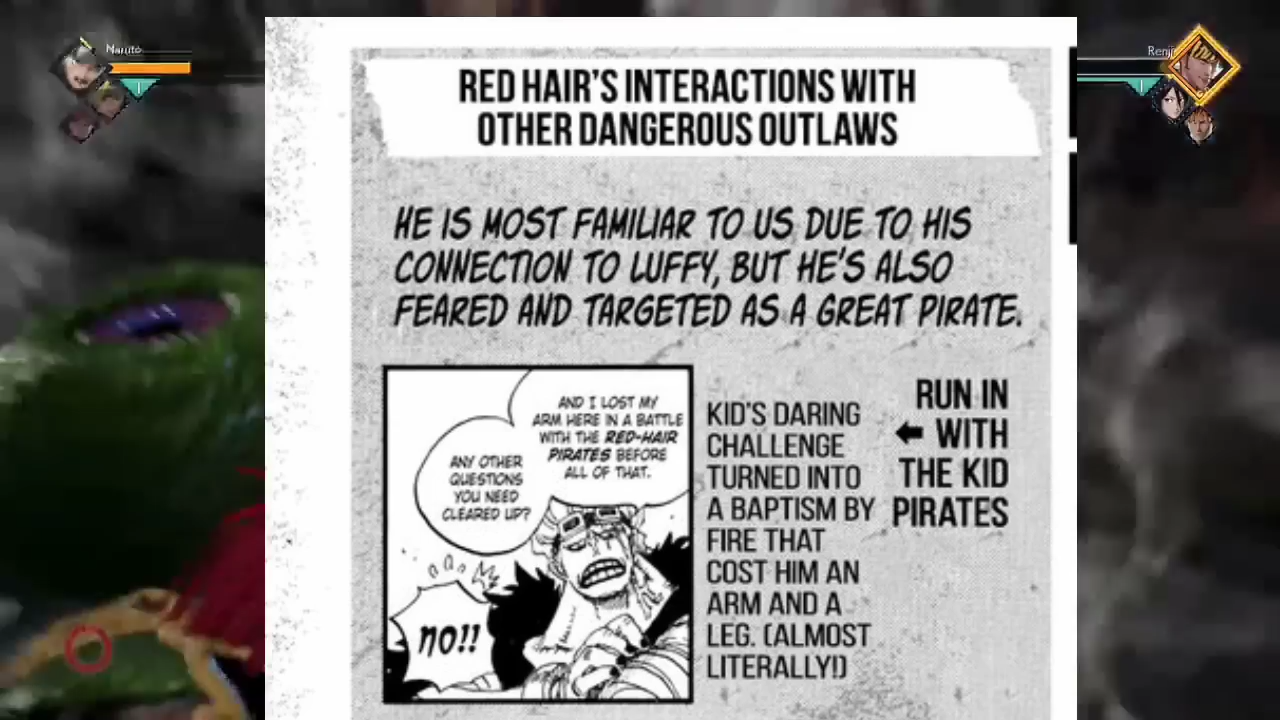 Naruto
Renji
RED HAIR'S INTERACTIONS WITH
OTHER DANGEROUS OUTLAWS
HE IS MOST FAMILIAR TO US DUE TO HIS
CONNECTION TO LUFFY, BUT HE'S ALSO
FEARED AND TARGETED AS A GREAT PIRATE.
AND I LOST MY
ARM HERE IN A BATTLE
WITH THE RED-HAIR
PIRATES BEFORE
ALL OF THAT.
ANY OTHER
QUESTIONS
YOU NEED
CLEARED UP?
NO!!
KID'S DARING
CHALLENGE
TURNED INTO
A BAPTISM BY
FIRE THAT
COST HIM AN
ARM AND A
LEG. (ALMOST
LITERALLY!)
RUN IN
WITH
THE KID
PIRATES